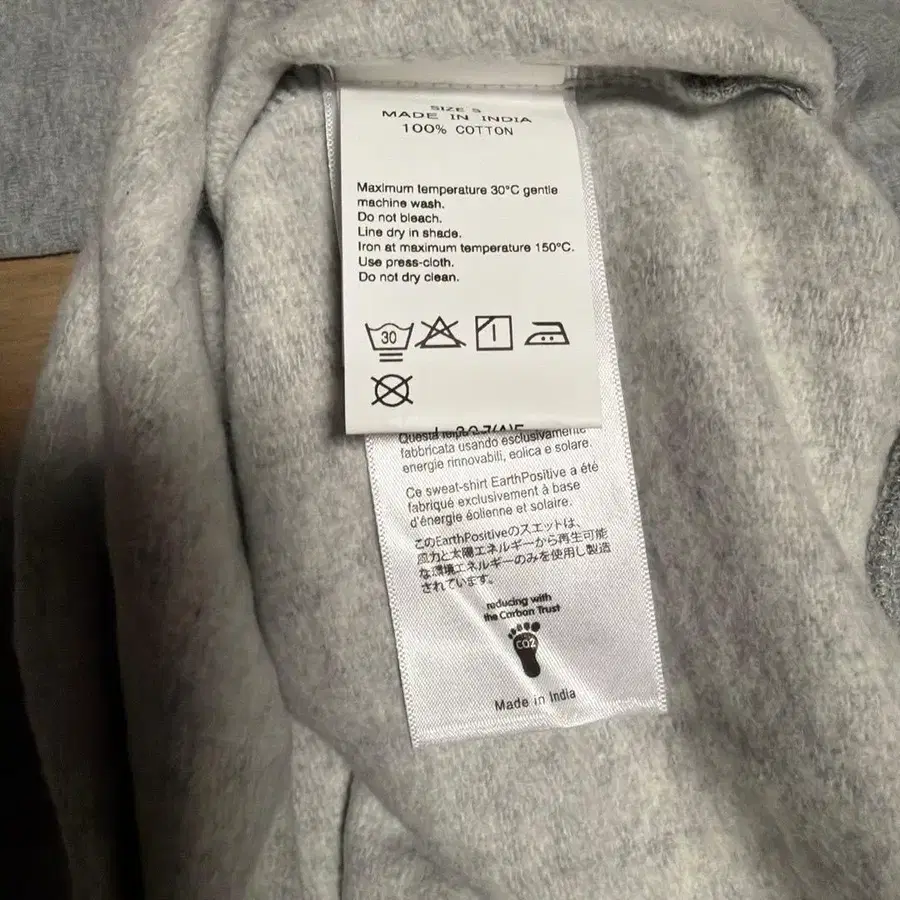 SIZE S
MADE IN INDIA
100% COTTON
Maximum temperature 30°C gentle
machine wash.
Do not bleach.
Line dry in shade.
Iron at maximum temperature 150°C.
Use press-cloth.
Do not dry clean.
30
Questa felpa
fabbricata usando esclusivamente
energie rinnovabili, eolica e solare.
Ce sweat-shirt EarthPositive a été
fabriqué exclusivement à base
d'énergie éolienne et solaire.
このEarthPositiveのスエットは、
風力と太陽エネルギーから再生可能
な環境エネルギーのみを使用し製造
されています。
reducing with
the Carbon Trust
CO2
Made in India